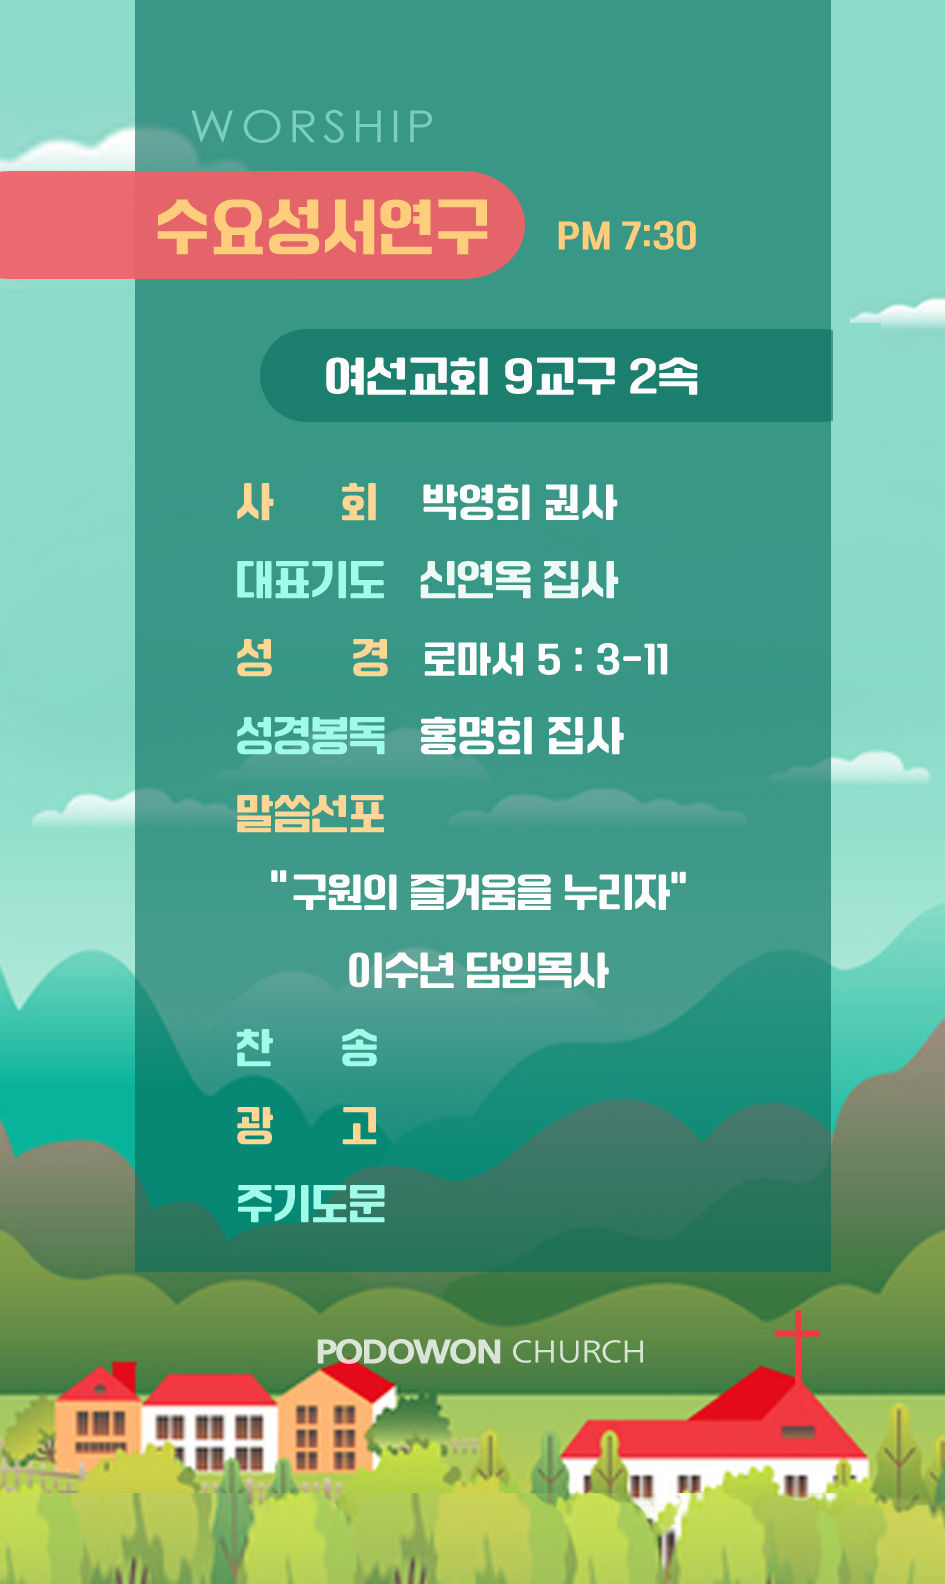 WORSHIP
수요성서연구 PM 7:30
여선교회 9교구 2속
사 회 박영희 권사
대표기도 신연옥 집사
성 경 로마서 5 : 3-11
성경봉독 홍명희 집사
말씀선포
"구원의 즐거움을 누리자"
이수년 담임목사
찬 송
광 고
주기도문
PODOWON CHURCH